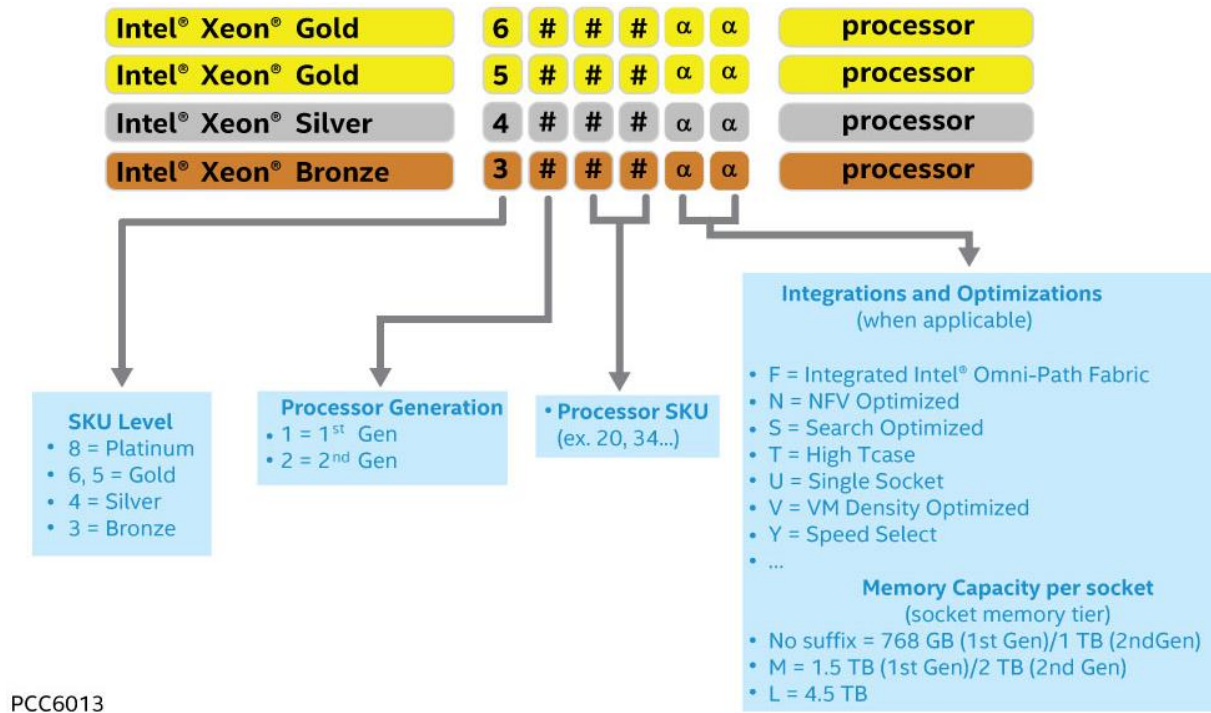 Intel® Xeon® Gold 6 # # # α α processor
Intel® Xeon® Gold 5 # # # α α processor
Intel® Xeon® Silver 4 # # # α α processor
Intel® Xeon® Bronze 3 # # # α α processor
SKU Level
• 8 = Platinum
• 6, 5 = Gold
• 4 = Silver
• 3 = Bronze
Processor Generation
• 1 = 1st Gen
• 2 = 2nd Gen
• Processor SKU
(ex. 20, 34...)
Integrations and Optimizations
(when applicable)
• F = Integrated Intel® Omni-Path Fabric
• N = NFV Optimized
• S = Search Optimized
• T = High Tcase
• U = Single Socket
• V = VM Density Optimized
• Y = Speed Select
• ...
Memory Capacity per socket
(socket memory tier)
• No suffix = 768 GB (1st Gen)/1 TB (2ndGen)
• M = 1.5 TB (1st Gen)/2 TB (2nd Gen)
• L = 4.5 TB
PCC6013